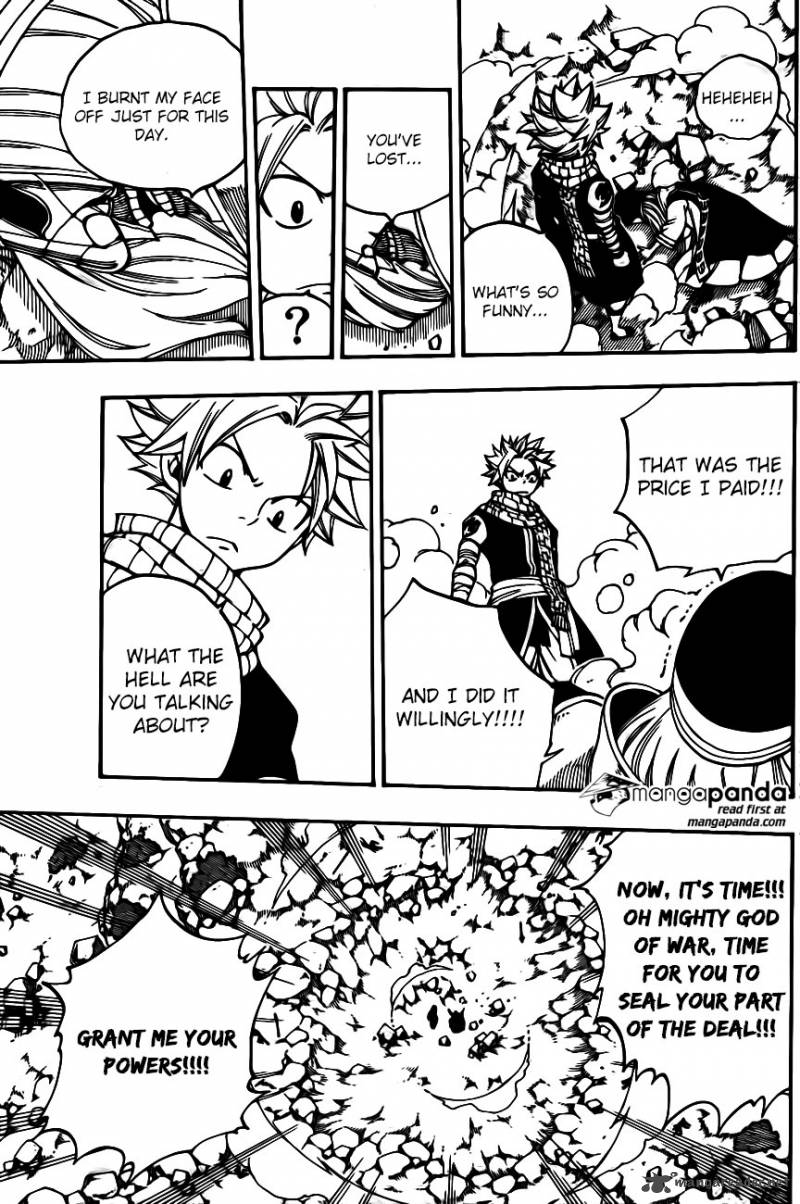 HEHEHEH
...
WHAT'S SO
FUNNY...
YOU'VE
LOST...
?
I BURNT MY FACE
OFF JUST FOR THIS
DAY.
THAT WAS THE
PRICE I PAID!!!
AND I DID IT
WILLINGLY!!!!
WHAT THE
HELL ARE
YOU TALKING
ABOUT?
mangapanda
read first at
mangapanda.com
NOW, IT'S TIME!!!
OH MIGHTY GOD
OF WAR, TIME
FOR YOU TO
SEAL YOUR PART
OF THE DEAL!!!
GRANT ME YOUR
POWERS!!!!